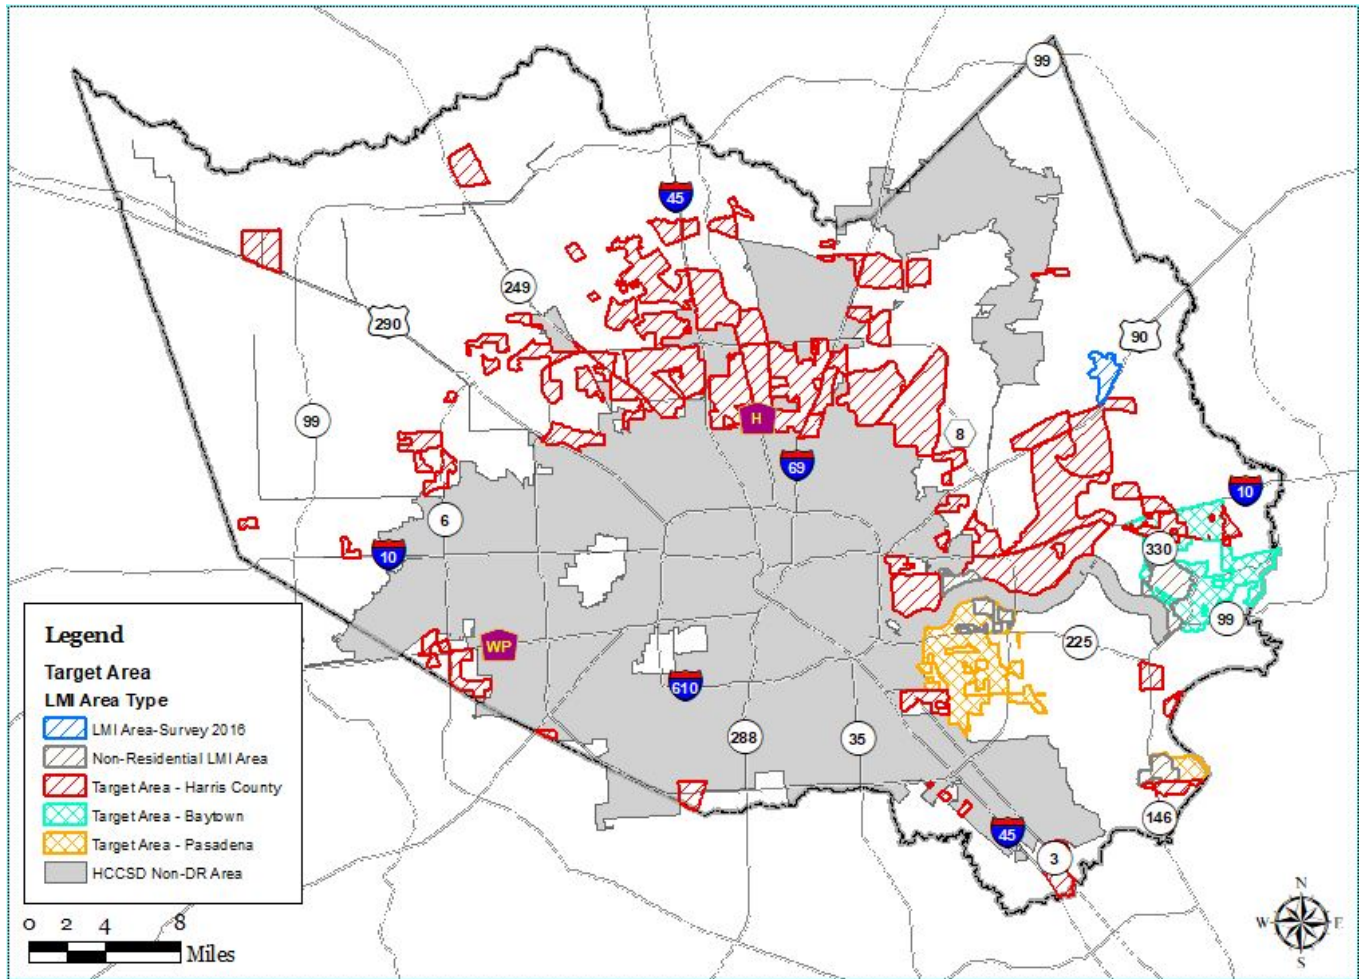 99
45
249
290
90
99
H
8
69
10
6
10
330
99
225
WP
610
288
35
146
45
3
Legend
Target Area
LMI Area Type
LMI Area-Survey 2016
Non-Residential LMI Area
Target Area - Harris County
Target Area - Baytown
Target Area - Pasadena
HCCSD Non-DR Area
0 2 4 8
Miles
N
W E
S